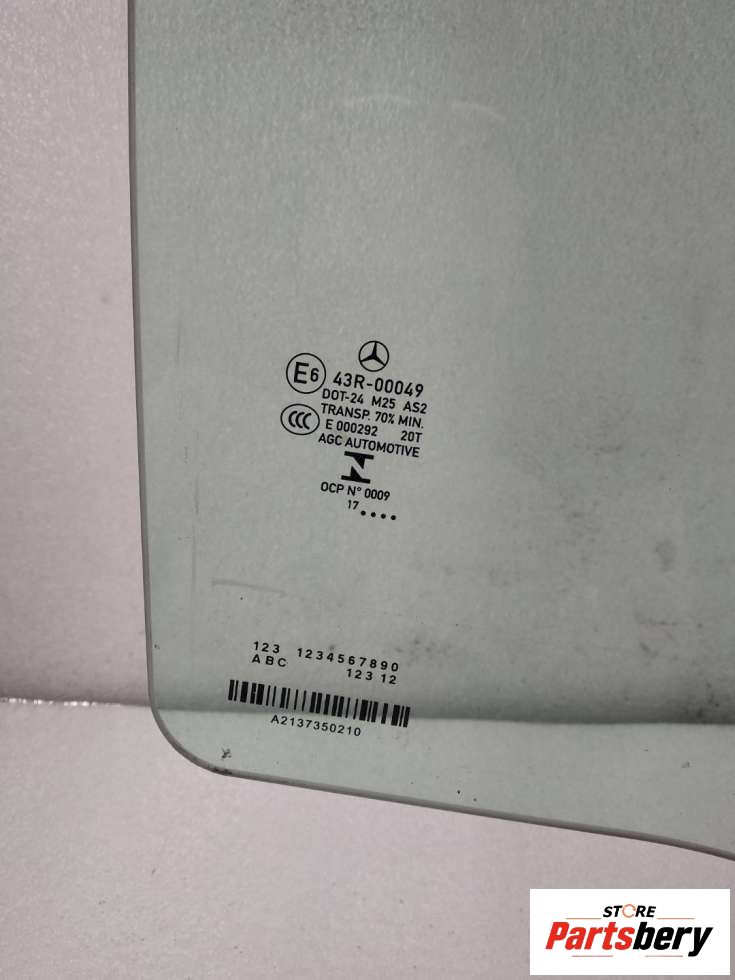 E6 43R-00049
DOT-24 M25 AS2
CCC TRANSP. 70% MIN.
E 000292 20T
AGC AUTOMOTIVE
N
OCP N° 0009
17 ....
123 1234567890
ABC 123 12
A2137350210
STORE
Partsbery